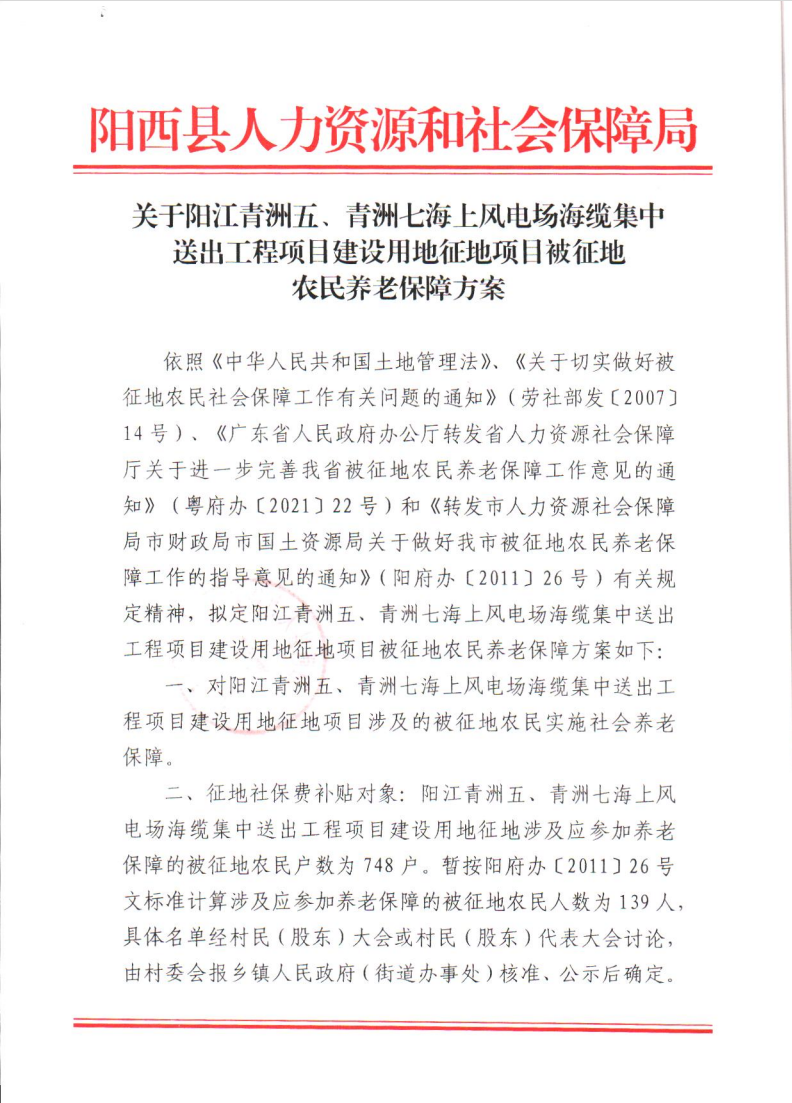 阳西县人力资源和社会保障局
关于阳江青洲五、青洲七海上风电场海缆集中
送出工程项目建设用地征地项目被征地
农民养老保障方案
依照《中华人民共和国土地管理法》、《关于切实做好被
征地农民社会保障工作有关问题的通知》（劳社部发〔2007〕
14号）、《广东省人民政府办公厅转发省人力资源社会保障
厅关于进一步完善我省被征地农民养老保障工作意见的通
知》（粤府办〔2021〕22号）和《转发市人力资源社会保障
局市财政局市国土资源局关于做好我市被征地农民养老保
障工作的指导意见的通知》（阳府办〔2011〕26号）有关规
定精神，拟定阳江青洲五、青洲七海上风电场海缆集中送出
工程项目建设用地征地项目被征地农民养老保障方案如下：
一、对阳江青洲五、青洲七海上风电场海缆集中送出工
程项目建设用地征地项目涉及的被征地农民实施社会养老
保障。
二、征地社保费补贴对象：阳江青洲五、青洲七海上风
电场海缆集中送出工程项目建设用地征地涉及应参加养老
保障的被征地农民户数为748户。暂按阳府办〔2011〕26号
文标准计算涉及应参加养老保障的被征地农民人数为139人，
具体名单经村民（股东）大会或村民（股东）代表大会讨论，
由村委会报乡镇人民政府（街道办事处）核准、公示后确定。